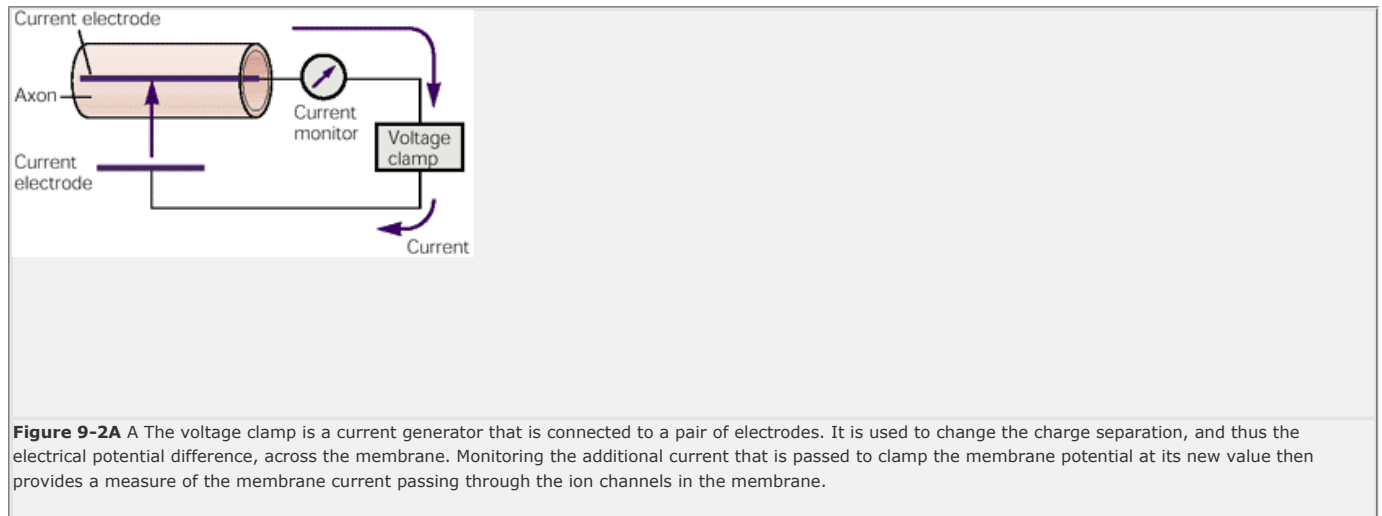 Current electrode
Axon
Current
monitor
Voltage
clamp
Current
electrode
Current
Figure 9-2A A The voltage clamp is a current generator that is connected to a pair of electrodes. It is used to change the charge separation, and thus the
electrical potential difference, across the membrane. Monitoring the additional current that is passed to clamp the membrane potential at its new value then
provides a measure of the membrane current passing through the ion channels in the membrane.